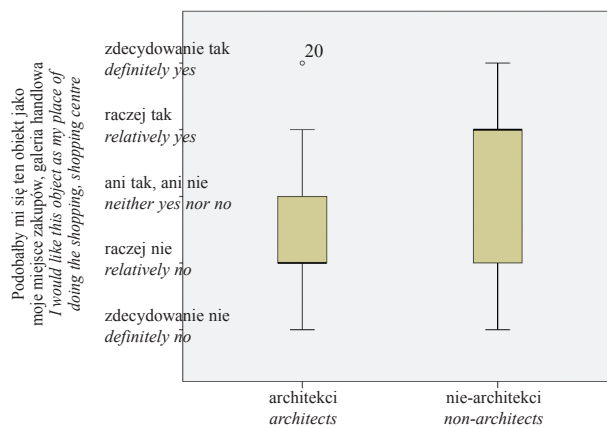 Podobałby mi się ten obiekt jako
moje miejsce zakupów, galeria handlowa
I would like this object as my place of
doing the shopping, shopping centre
zdecydowanie tak
definitely yes
raczej tak
relatively yes
ani tak, ani nie
neither yes nor no
raczej nie
relatively no
zdecydowanie nie
definitely no
20
architekci
architects
nie-architekci
non-architects